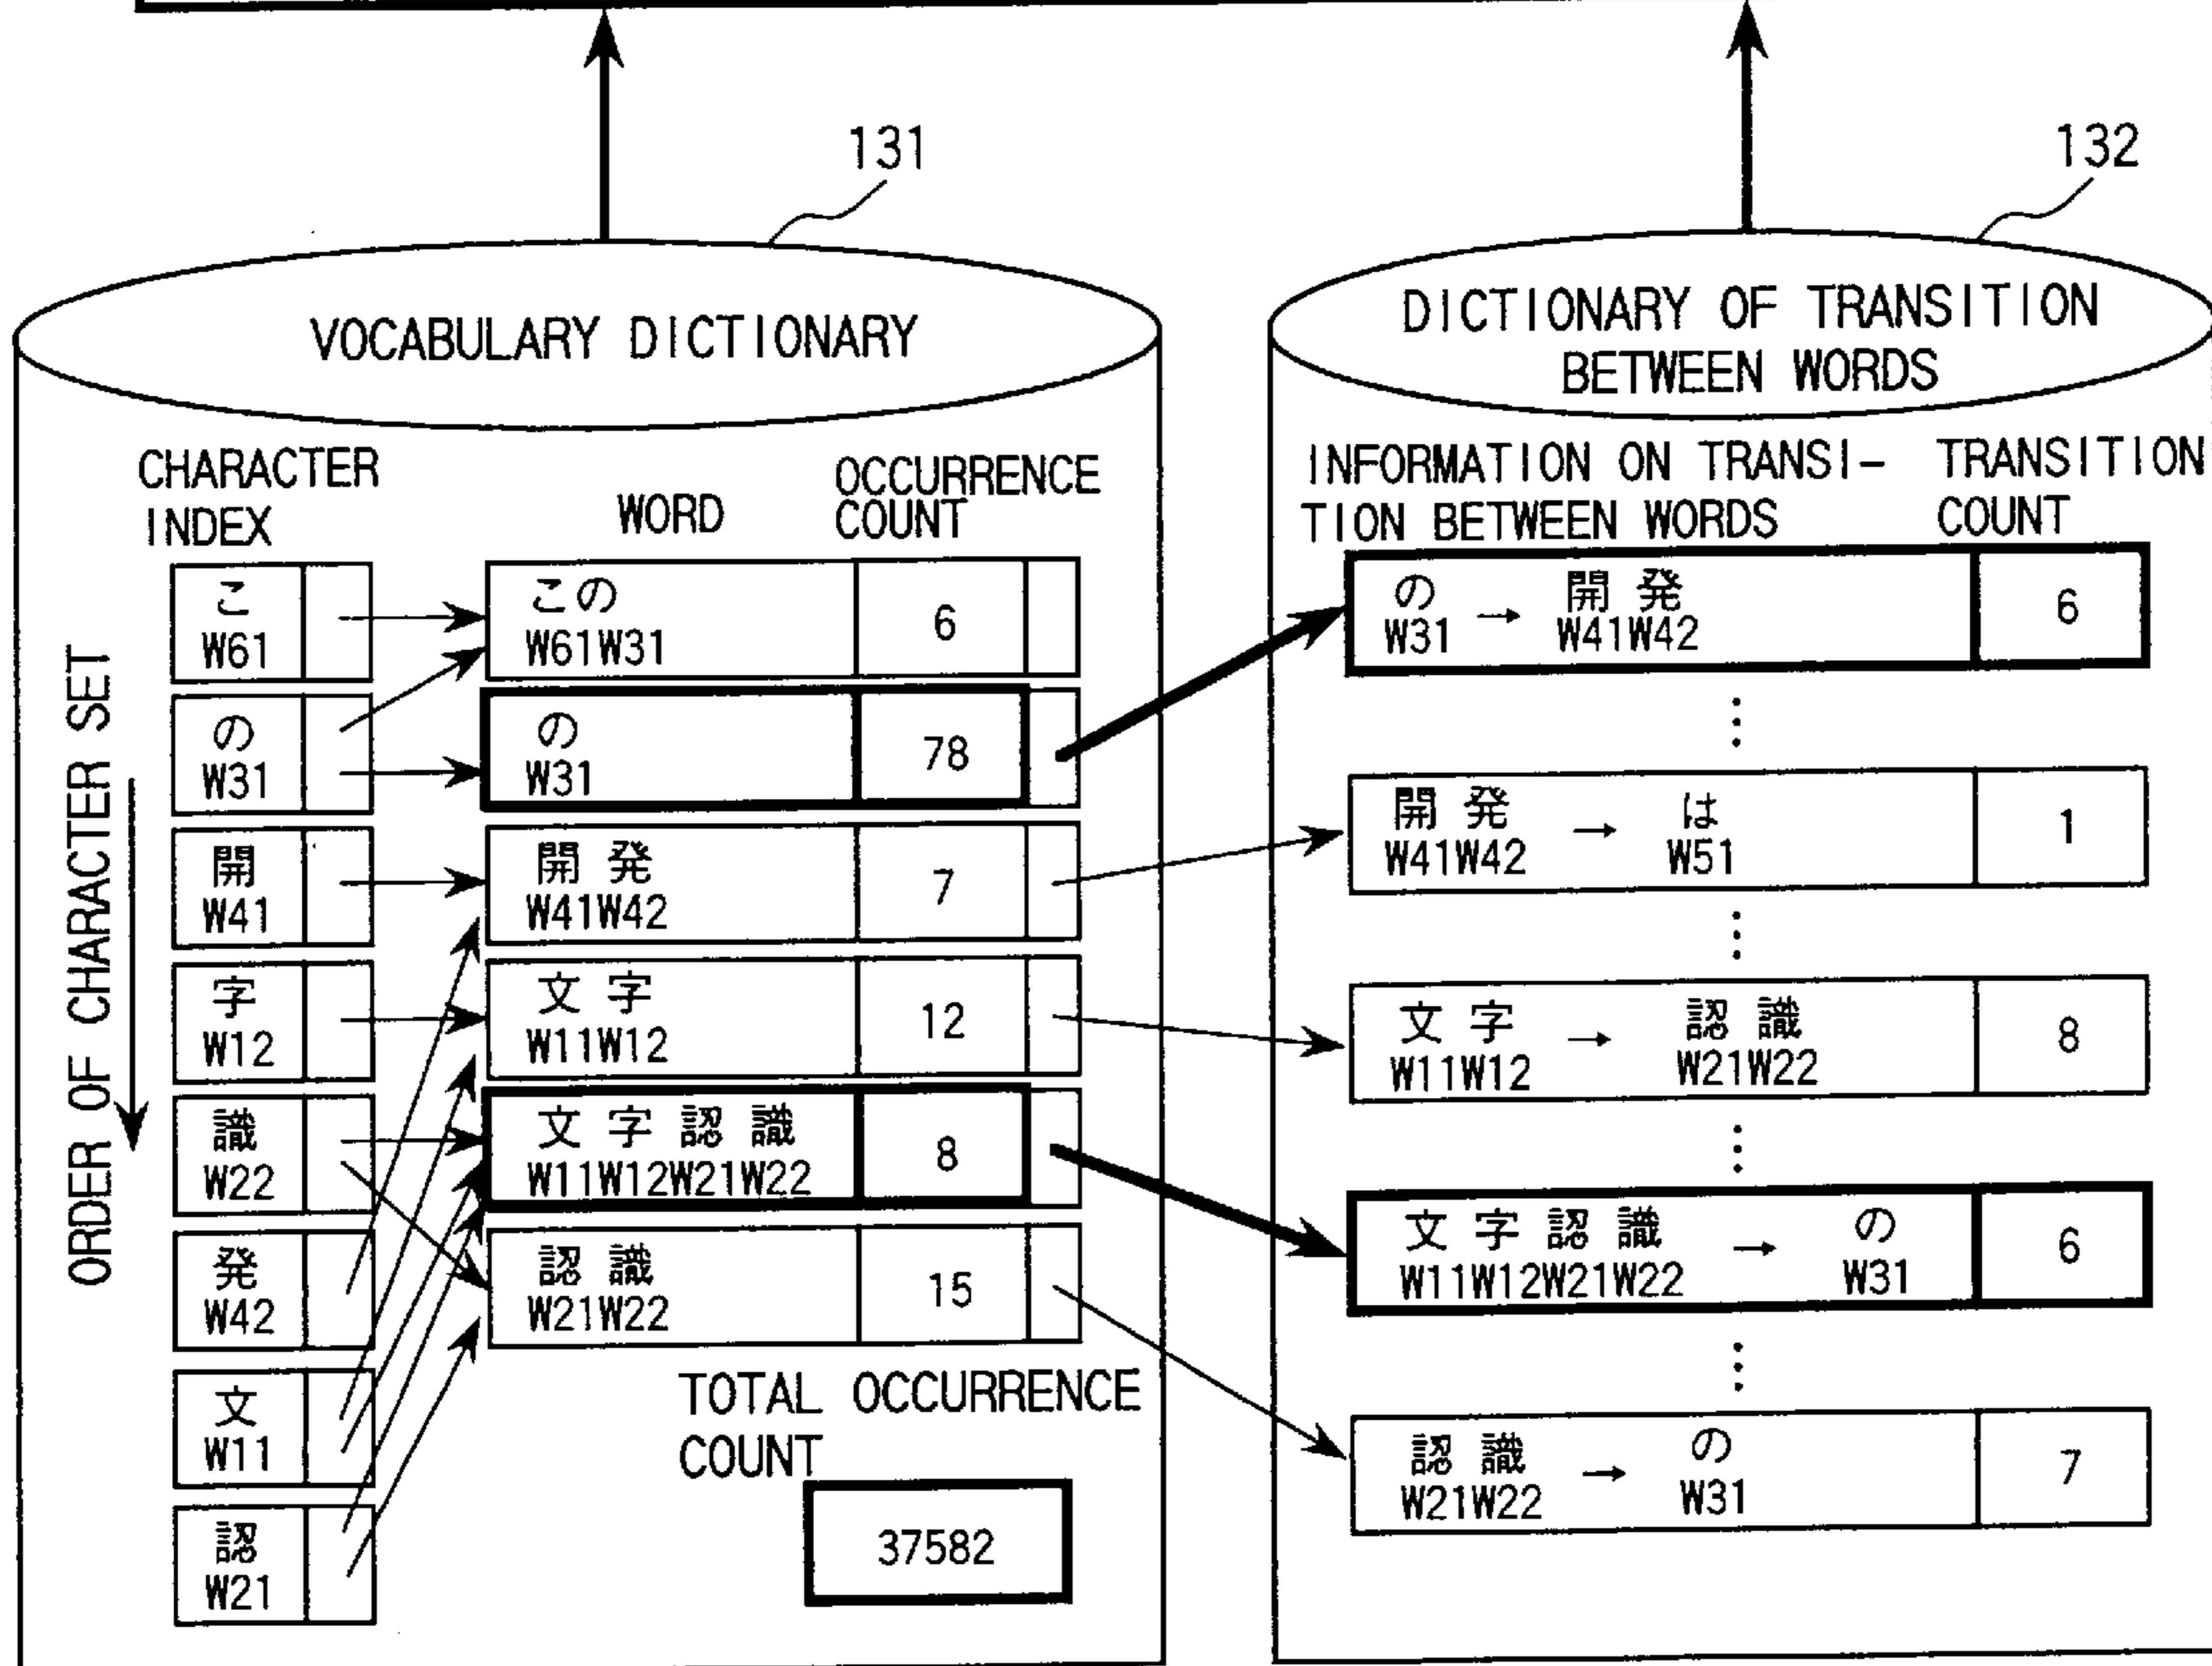 131
132
VOCABULARY DICTIONARY
CHARACTER
INDEX
WORD
OCCURRENCE
COUNT
ORDER OF CHARACTER SET
こ
W61
の
W31
開
W41
字
W12
識
W22
発
W42
文
W11
認
W21
この
W61W31
6
の
W31
78
開発
W41W42
7
文字
W11W12
12
文字認識
W11W12W21W22
8
認識
W21W22
15
TOTAL OCCURRENCE
COUNT
37582
DICTIONARY OF TRANSITION
BETWEEN WORDS
INFORMATION ON TRANSI-
TION BETWEEN WORDS
TRANSITION
COUNT
の → 開発
W31 W41W42
6
⋮
開発 → は
W41W42 W51
1
⋮
文字 → 認識
W11W12 W21W22
8
⋮
文字認識 → の
W11W12W21W22 W31
6
⋮
認識 → の
W21W22 W31
7